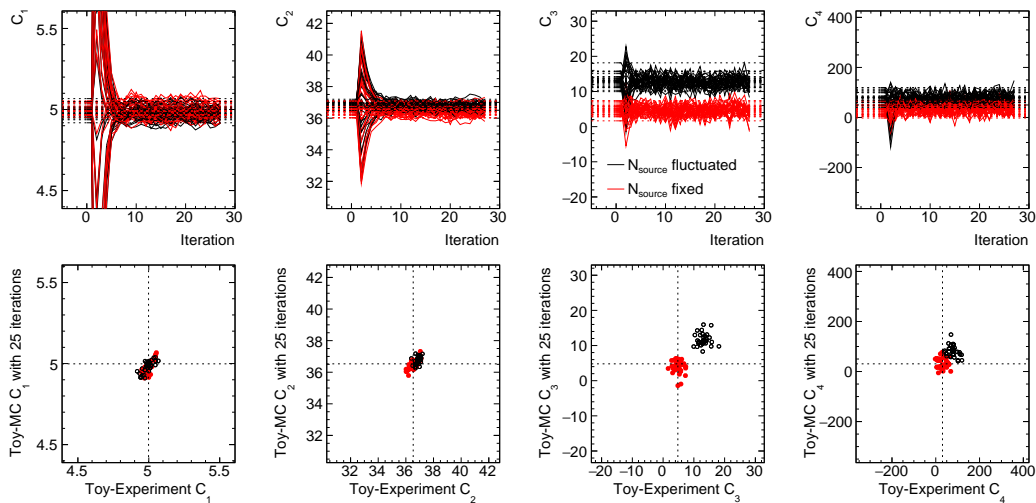 C₁
5.5
5
4.5
0 10 20 30
Iteration
C₂
42
40
38
36
34
32
0 10 20 30
Iteration
C₃
30
20
10
0
−10
−20
N_source fluctuated
N_source fixed
0 10 20 30
Iteration
C₄
400
200
0
−200
0 10 20 30
Iteration
Toy-MC C₁ with 25 iterations
5.5
5
4.5
4.5 5 5.5
Toy-Experiment C₁
Toy-MC C₂ with 25 iterations
42
40
38
36
34
32
32 34 36 38 40 42
Toy-Experiment C₂
Toy-MC C₃ with 25 iterations
30
20
10
0
−10
−20
−20 −10 0 10 20 30
Toy-Experiment C₃
Toy-MC C₄ with 25 iterations
400
200
0
−200
−200 0 200 400
Toy-Experiment C₄